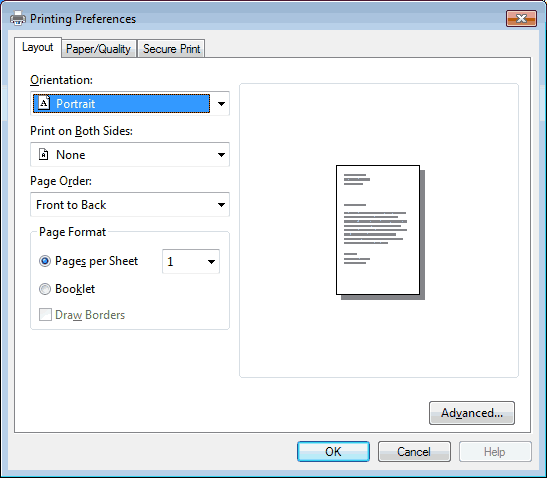 Printing Preferences
Layout Paper/Quality Secure Print
Orientation:
A Portrait
Print on Both Sides:
None
Page Order:
Front to Back
Page Format
Pages per Sheet 1
Booklet
Draw Borders
Advanced...
OK Cancel Help